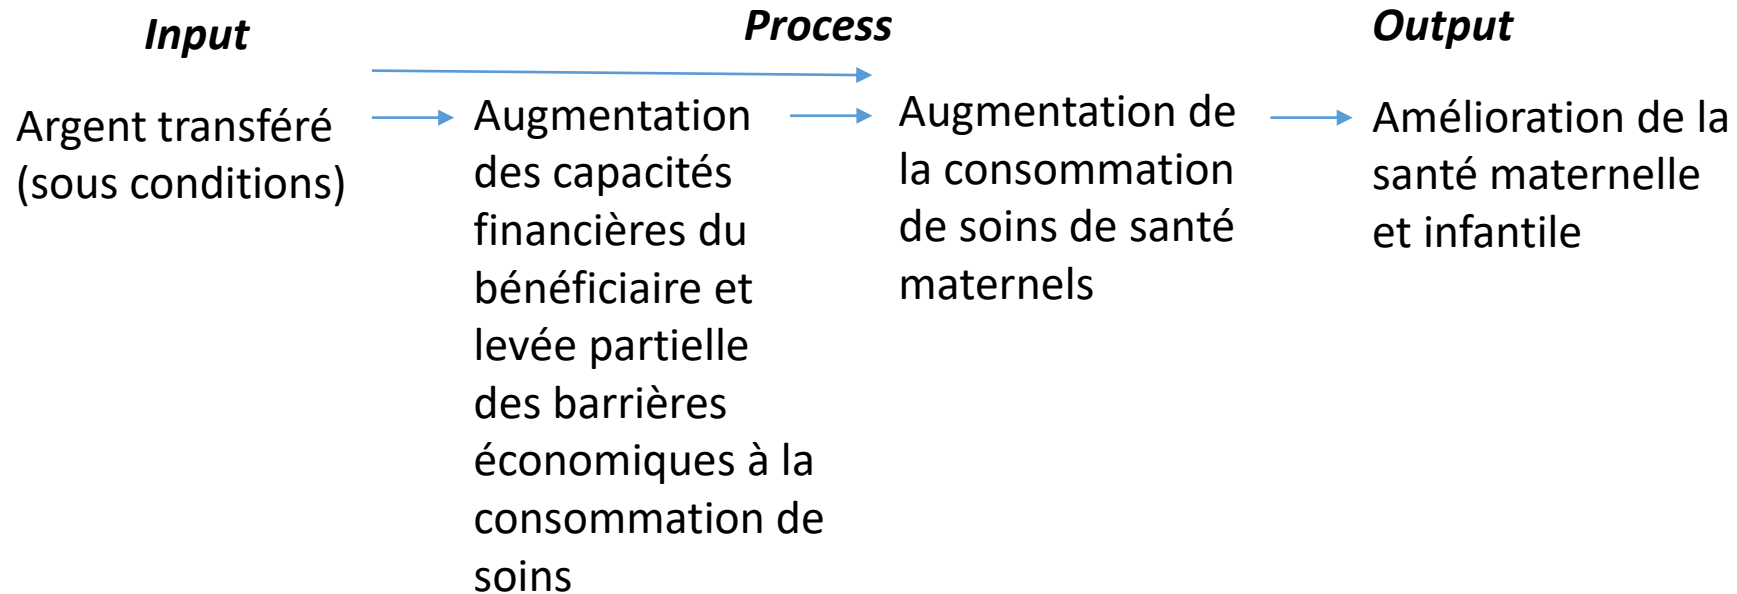 Input
Process
Output
Argent transféré
(sous conditions)
Augmentation
des capacités
financières du
bénéficiaire et
levée partielle
des barrières
économiques à la
consommation de
soins
Augmentation de
la consommation
de soins de santé
maternels
Amélioration de la
santé maternelle
et infantile